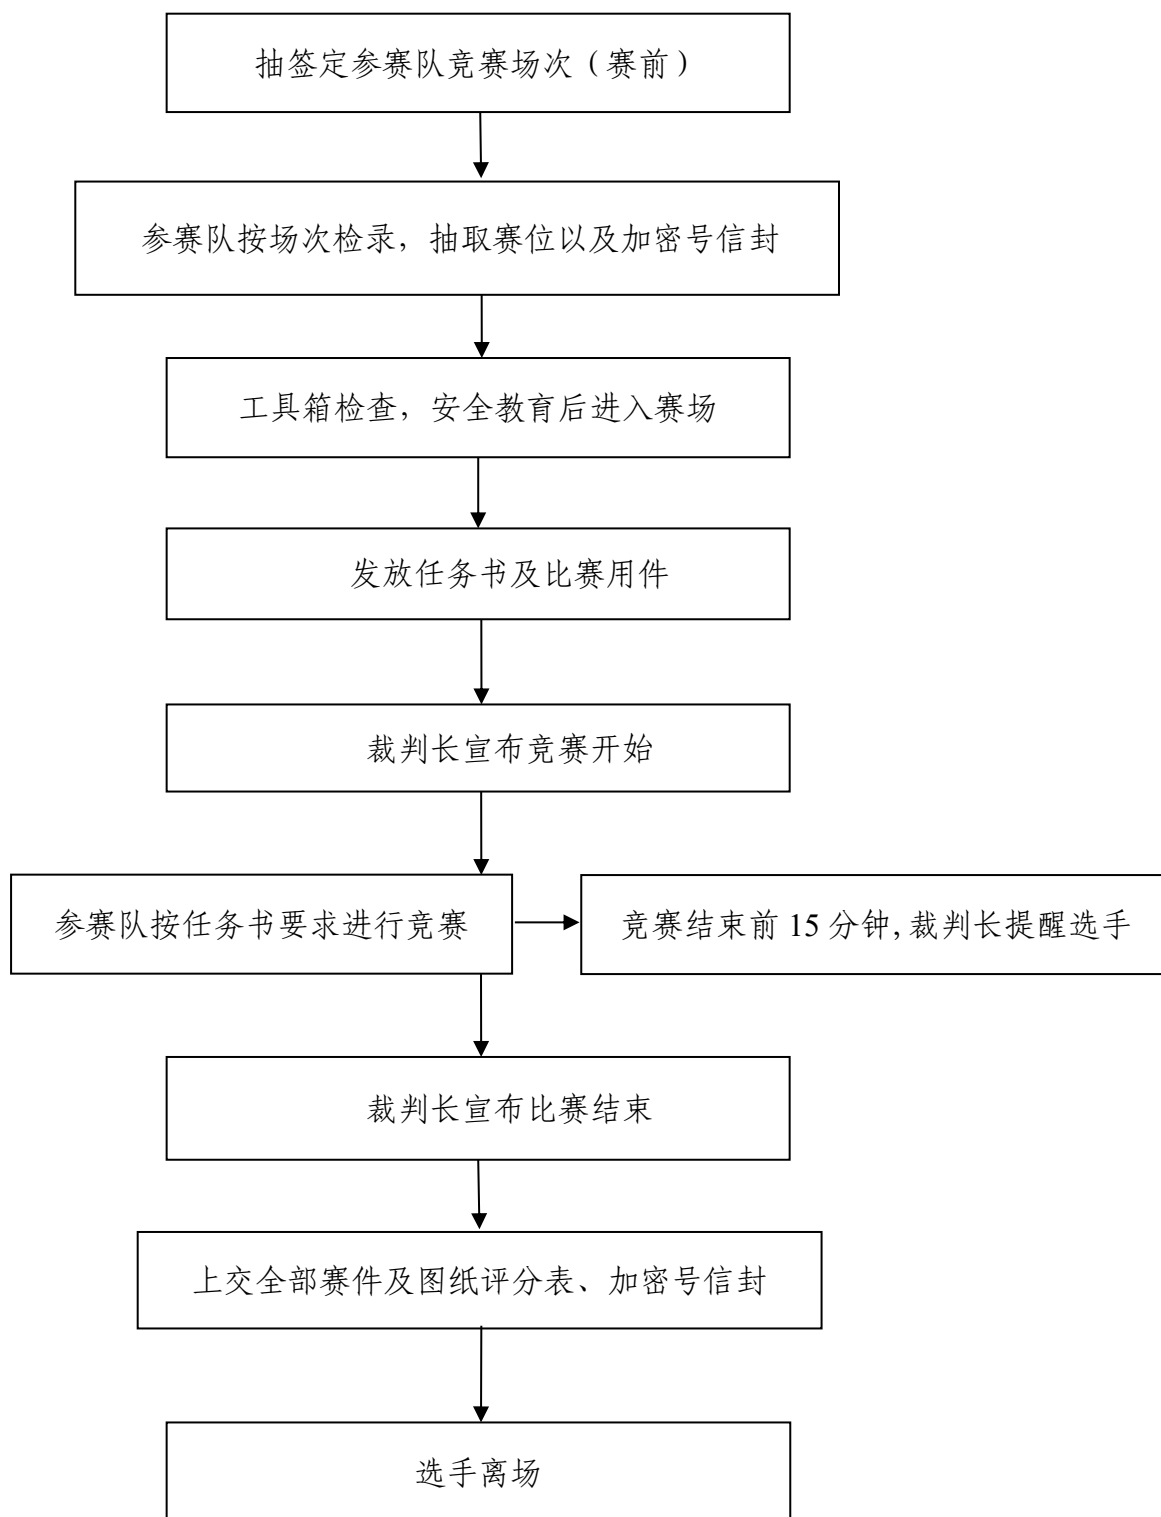 抽签定参赛队竞赛场次（赛前）
参赛队按场次检录，抽取赛位以及加密号信封
工具箱检查，安全教育后进入赛场
发放任务书及比赛用件
裁判长宣布竞赛开始
参赛队按任务书要求进行竞赛
竞赛结束前 15 分钟，裁判长提醒选手
裁判长宣布比赛结束
上交全部赛件及图纸评分表、加密号信封
选手离场